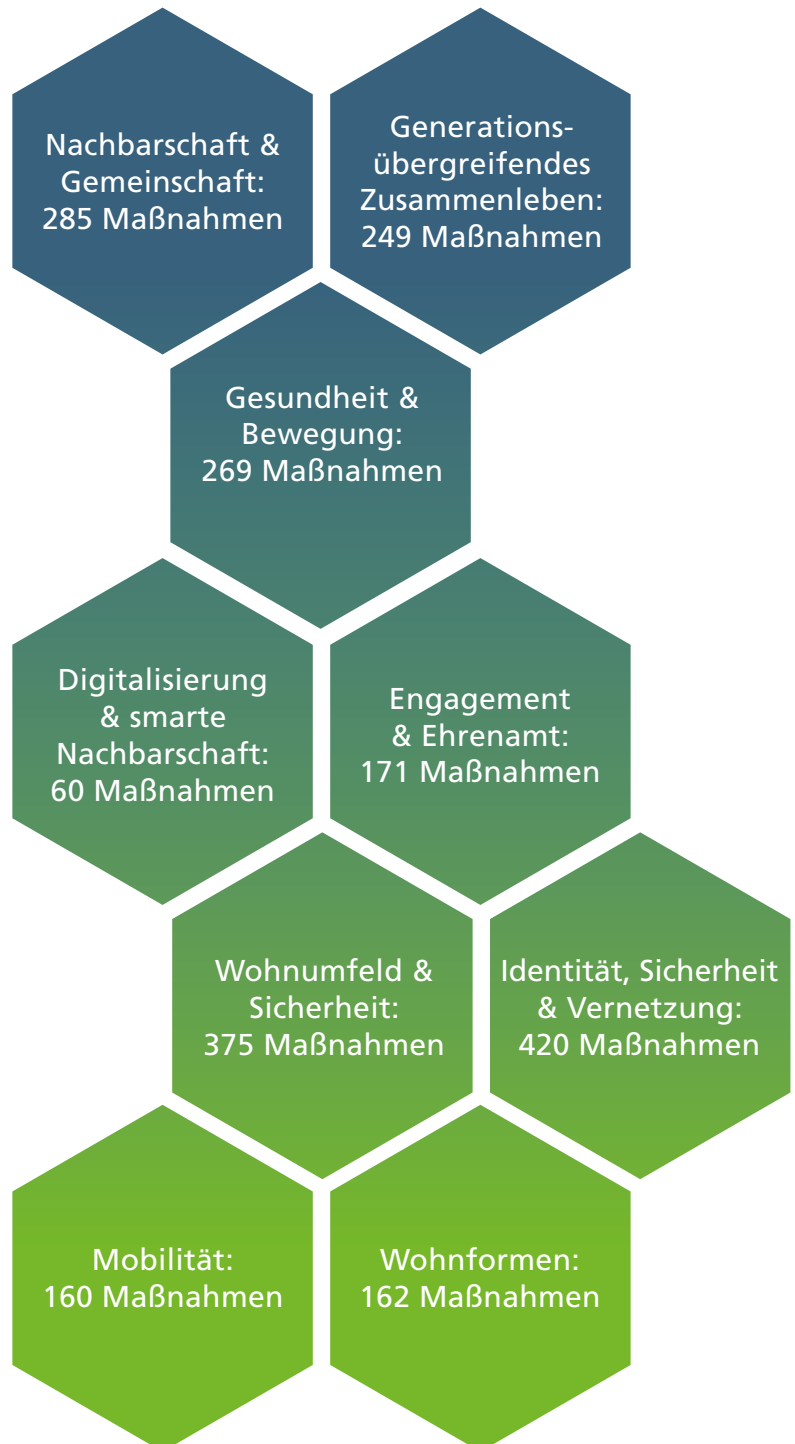 Nachbarschaft &
Gemeinschaft:
285 Maßnahmen
Generations-
übergreifendes
Zusammenleben:
249 Maßnahmen
Gesundheit &
Bewegung:
269 Maßnahmen
Digitalisierung
& smarte
Nachbarschaft:
60 Maßnahmen
Engagement
& Ehrenamt:
171 Maßnahmen
Wohnumfeld &
Sicherheit:
375 Maßnahmen
Identität, Sicherheit
& Vernetzung:
420 Maßnahmen
Mobilität:
160 Maßnahmen
Wohnformen:
162 Maßnahmen